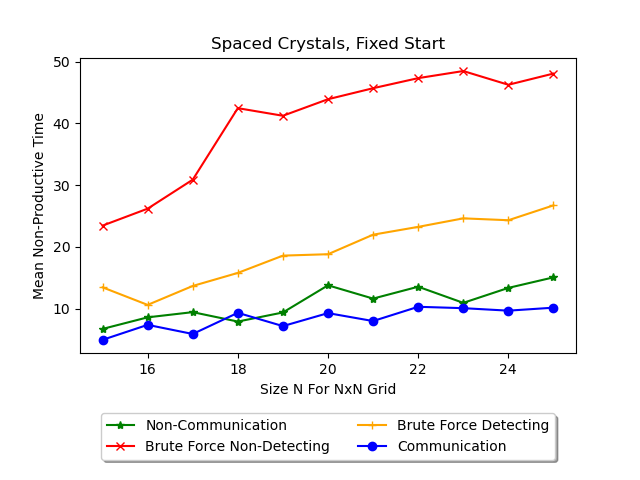 Spaced Crystals, Fixed Start
Mean Non-Productive Time
50
40
30
20
10
16 18 20 22 24
Size N For NxN Grid
Non-Communication
Brute Force Non-Detecting
Brute Force Detecting
Communication